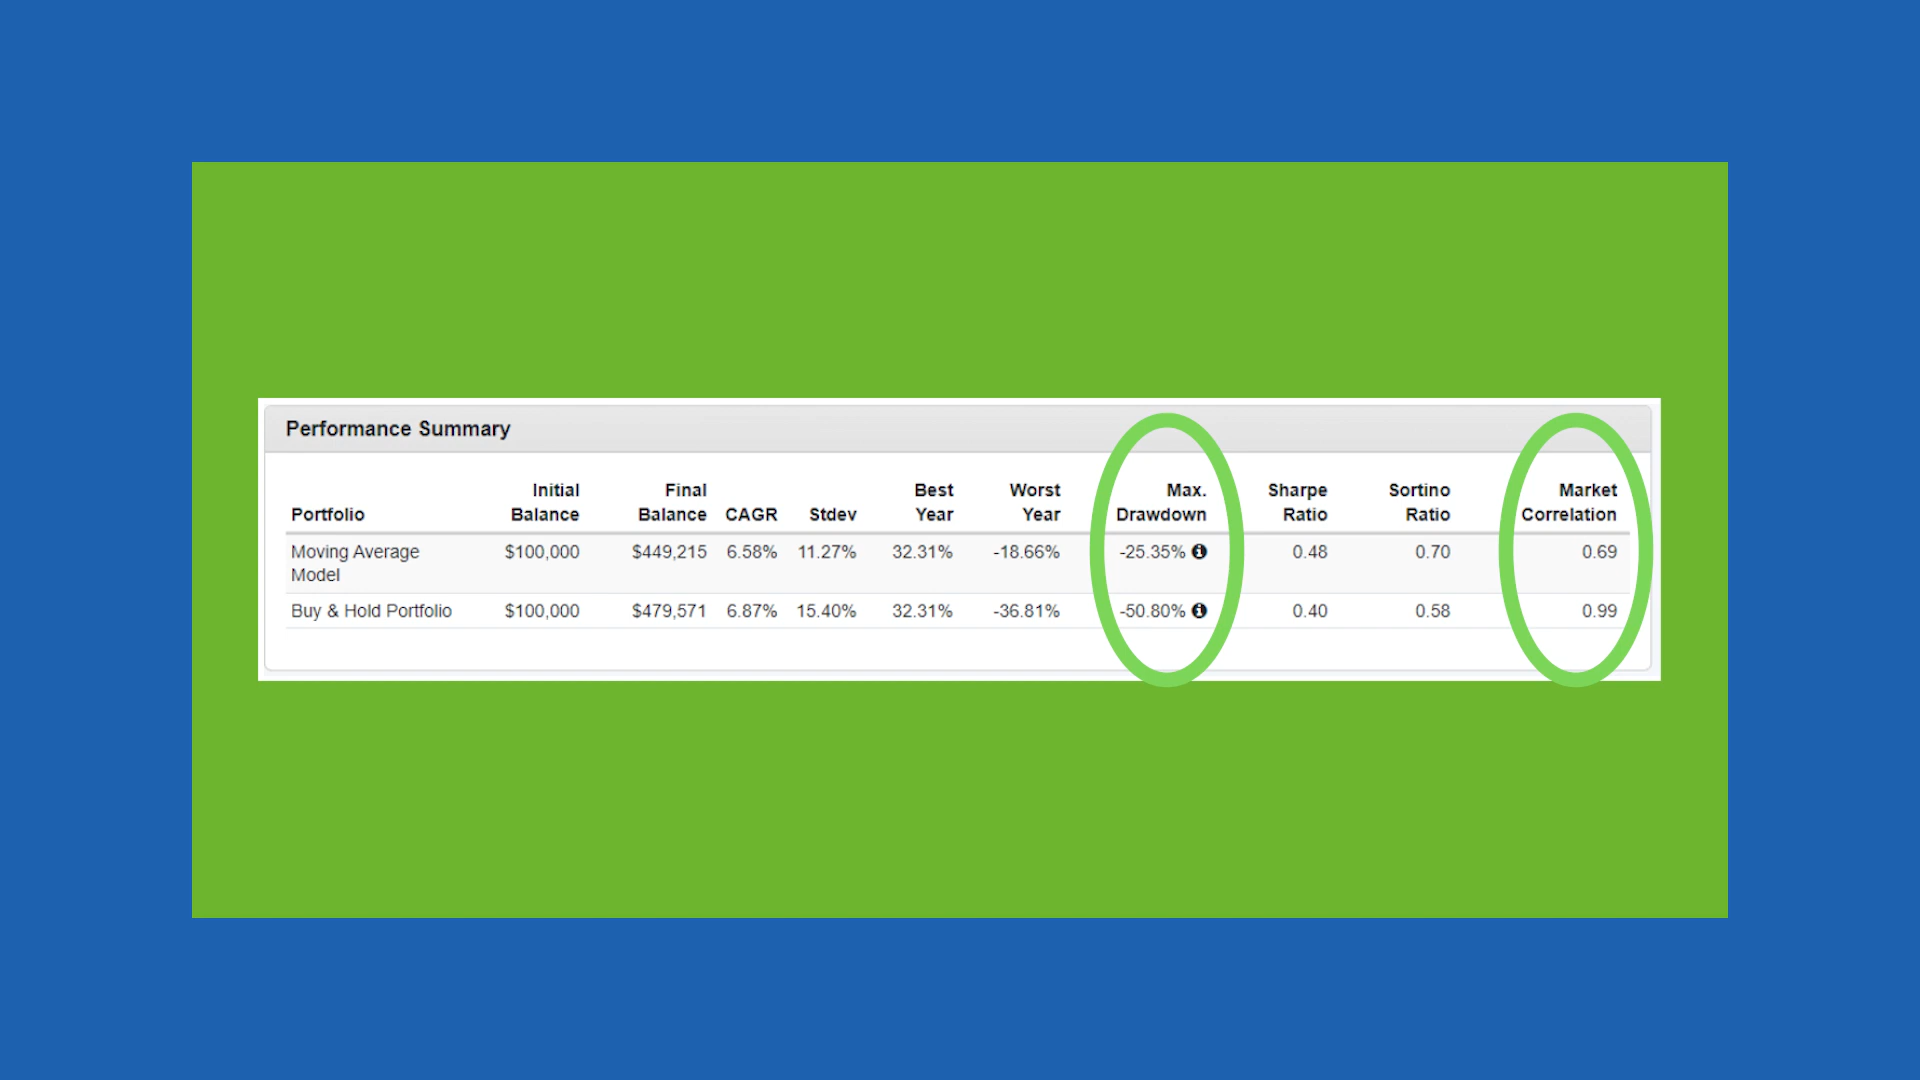 Performance Summary
Initial Final Best Worst Max. Sharpe Sortino Market
Portfolio Balance Balance CAGR Stdev Year Year Drawdown Ratio Ratio Correlation
Moving Average $100,000 $449,215 6.58% 11.27% 32.31% -18.66% -25.35% 0.48 0.70 0.69
Model
Buy & Hold Portfolio $100,000 $479,571 6.87% 15.40% 32.31% -36.81% -50.80% 0.40 0.58 0.99